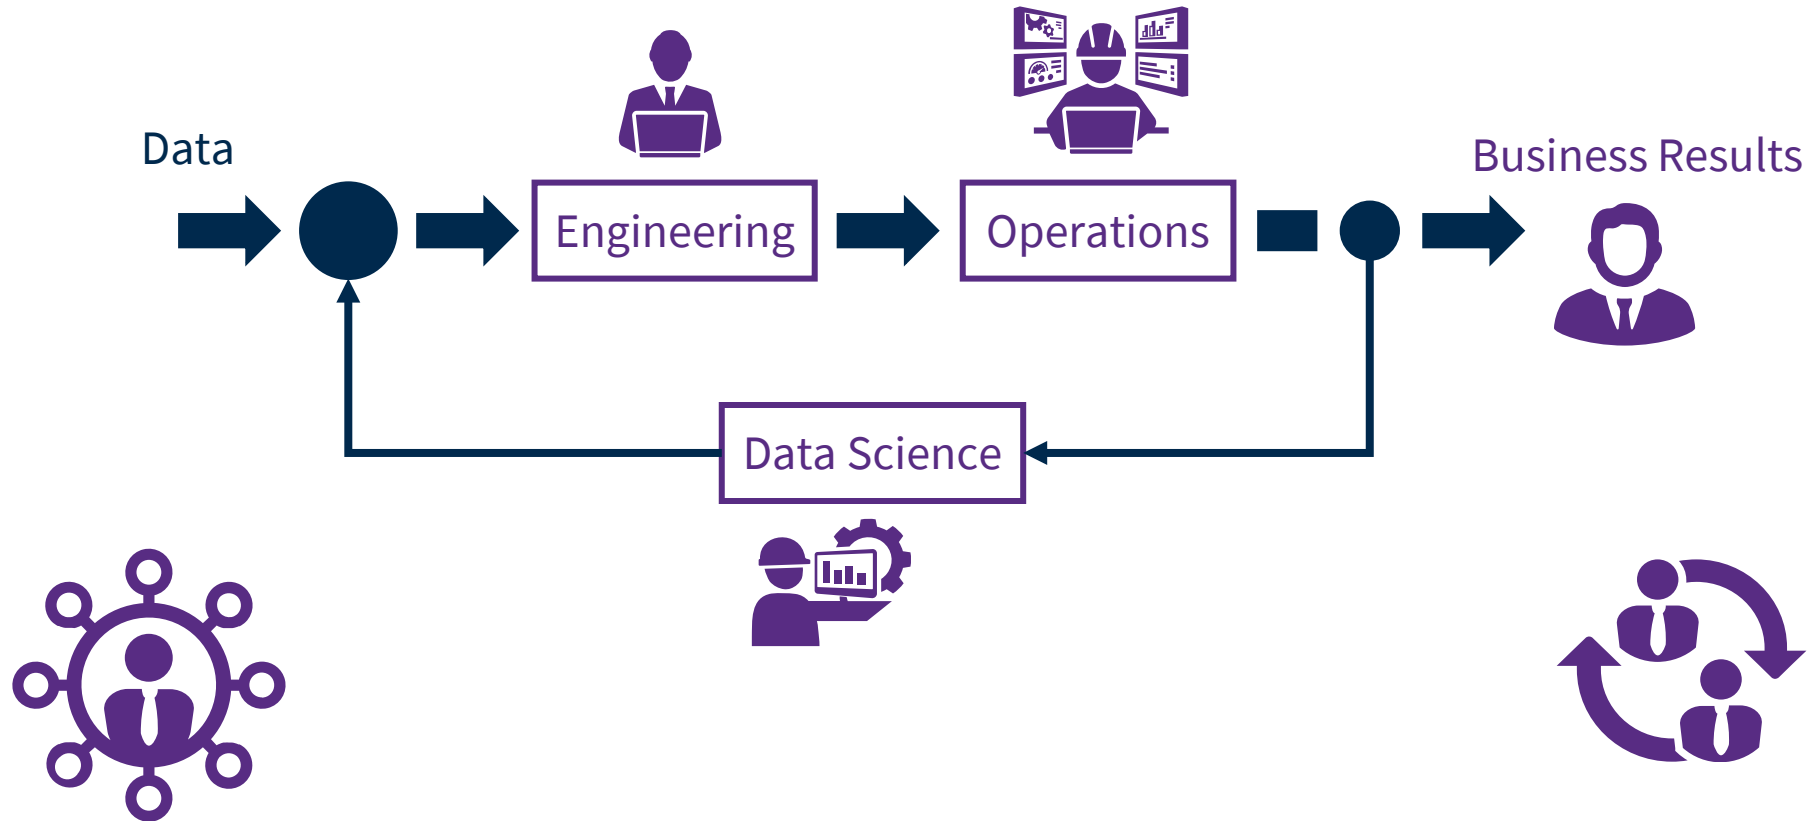 Data
Business Results
Engineering
Operations
Data Science